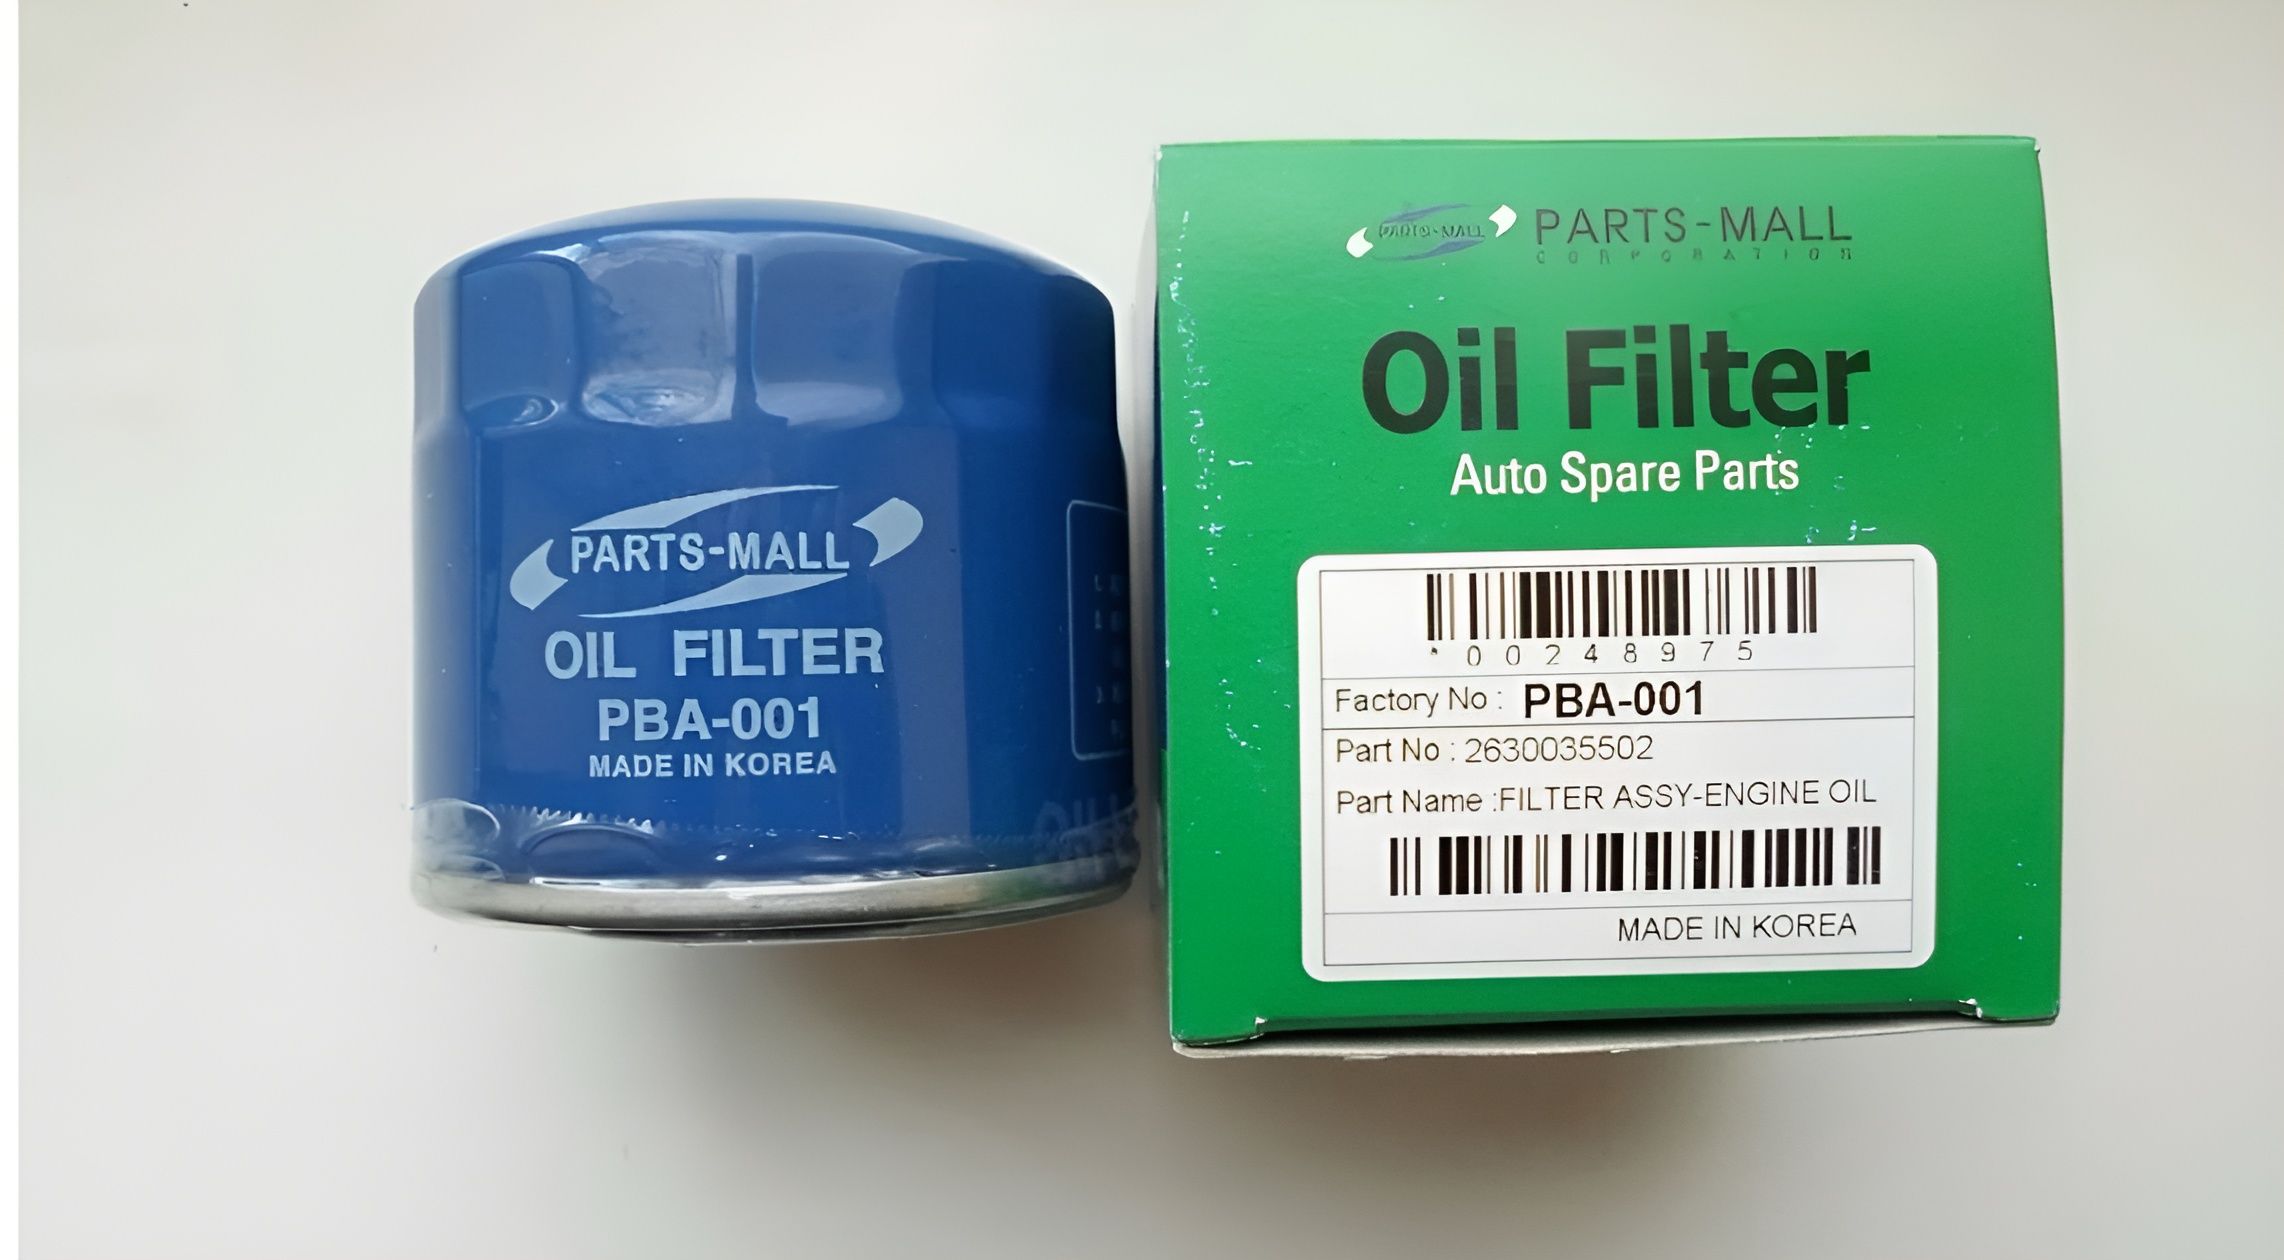 PARTS-MALL
OIL FILTER
PBA-001
MADE IN KOREA
PARTS-MALL
PARTS-MALL
CORPORATION
Oil Filter
Auto Spare Parts
*00248975
Factory No : PBA-001
Part No : 2630035502
Part Name :FILTER ASSY-ENGINE OIL
MADE IN KOREA